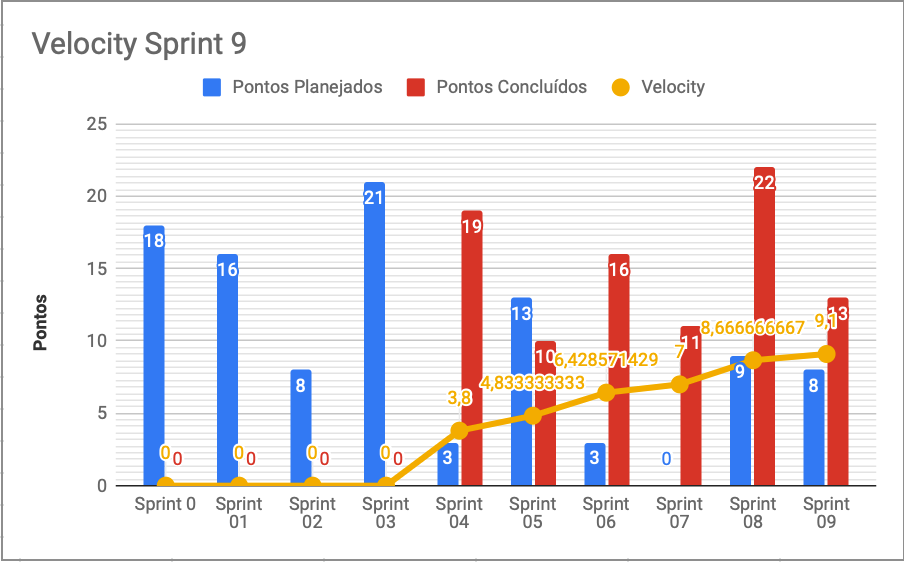 Velocity Sprint 9
Pontos Planejados Pontos Concluídos Velocity
Pontos
25
20
15
10
5
0
18 0 0
16 0 0
8 0 0
21 0 0
3 3,8 19
13 4,833333333 10
3 6,428571429 16
0 7 11
9 8,666666667 22
8 9,1 13
Sprint 0 Sprint 01 Sprint 02 Sprint 03 Sprint 04 Sprint 05 Sprint 06 Sprint 07 Sprint 08 Sprint 09